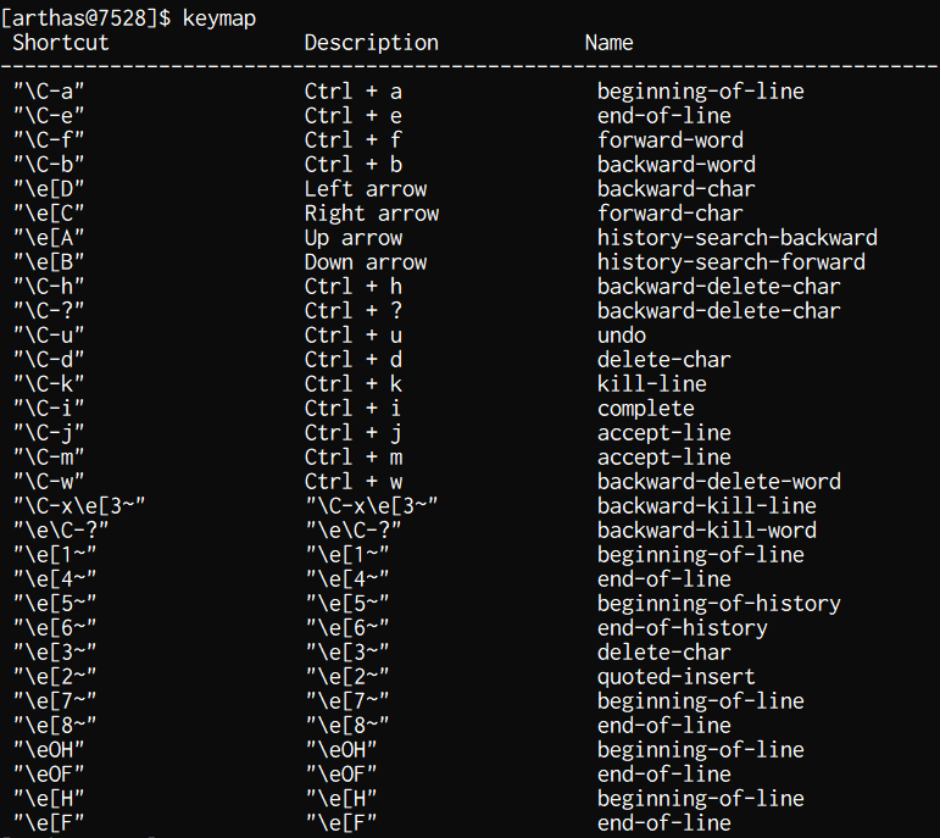 [arthas@7528]$ keymap
Shortcut Description Name
--------------------------------------------------------------------------------
"\C-a" Ctrl + a beginning-of-line
"\C-e" Ctrl + e end-of-line
"\C-f" Ctrl + f forward-word
"\C-b" Ctrl + b backward-word
"\e[D" Left arrow backward-char
"\e[C" Right arrow forward-char
"\e[A" Up arrow history-search-backward
"\e[B" Down arrow history-search-forward
"\C-h" Ctrl + h backward-delete-char
"\C-?" Ctrl + ? backward-delete-char
"\C-u" Ctrl + u undo
"\C-d" Ctrl + d delete-char
"\C-k" Ctrl + k kill-line
"\C-i" Ctrl + i complete
"\C-j" Ctrl + j accept-line
"\C-m" Ctrl + m accept-line
"\C-w" Ctrl + w backward-delete-word
"\C-x\e[3~" "\C-x\e[3~" backward-kill-line
"\e\C-?" "\e\C-?" backward-kill-word
"\e[1~" "\e[1~" beginning-of-line
"\e[4~" "\e[4~" end-of-line
"\e[5~" "\e[5~" beginning-of-history
"\e[6~" "\e[6~" end-of-history
"\e[3~" "\e[3~" delete-char
"\e[2~" "\e[2~" quoted-insert
"\e[7~" "\e[7~" beginning-of-line
"\e[8~" "\e[8~" end-of-line
"\eOH" "\eOH" beginning-of-line
"\eOF" "\eOF" end-of-line
"\e[H" "\e[H" beginning-of-line
"\e[F" "\e[F" end-of-line